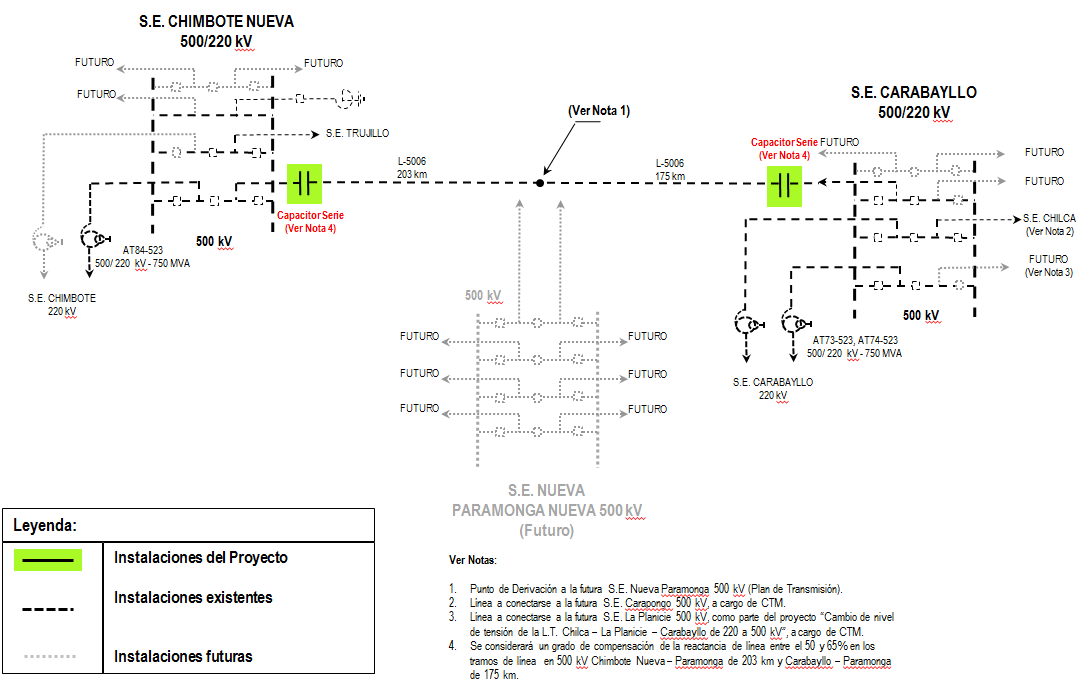 S.E. CHIMBOTE NUEVA
500/220 kV
FUTURO
FUTURO
FUTURO
S.E. TRUJILLO
(Ver Nota 1)
S.E. CARABAYLLO
500/220 kV
Capacitor Serie
(Ver Nota 4)
FUTURO
FUTURO
FUTURO
L-5006
203 km
L-5006
175 km
Capacitor Serie
(Ver Nota 4)
S.E. CHILCA
(Ver Nota 2)
500 kV
AT84-523
500/ 220 kV - 750 MVA
FUTURO
(Ver Nota 3)
S.E. CHIMBOTE
220 kV
500 kV
500 kV
AT73-523, AT74-523
500/ 220 kV - 750 MVA
FUTURO
FUTURO
FUTURO
FUTURO
FUTURO
FUTURO
S.E. CARABAYLLO
220 kV
S.E. NUEVA
PARAMONGA NUEVA 500 kV
(Futuro)
Leyenda:
Instalaciones del Proyecto
Instalaciones existentes
Instalaciones futuras
Ver Notas:
1. Punto de Derivación a la futura S.E. Nueva Paramonga 500 kV (Plan de Transmisión).
2. Línea a conectarse a la futura S.E. Carapongo 500 kV, a cargo de CTM.
3. Línea a conectarse a la futura S.E. La Planicie 500 kV, como parte del proyecto “Cambio de nivel
de tensión de la L.T. Chilca – La Planicie – Carabayllo de 220 a 500 kV“, a cargo de CTM.
4. Se considerará un grado de compensación de la reactancia de línea entre el 50 y 65% en los
tramos de línea en 500 kV Chimbote Nueva – Paramonga de 203 km y Carabayllo – Paramonga
de 175 km.